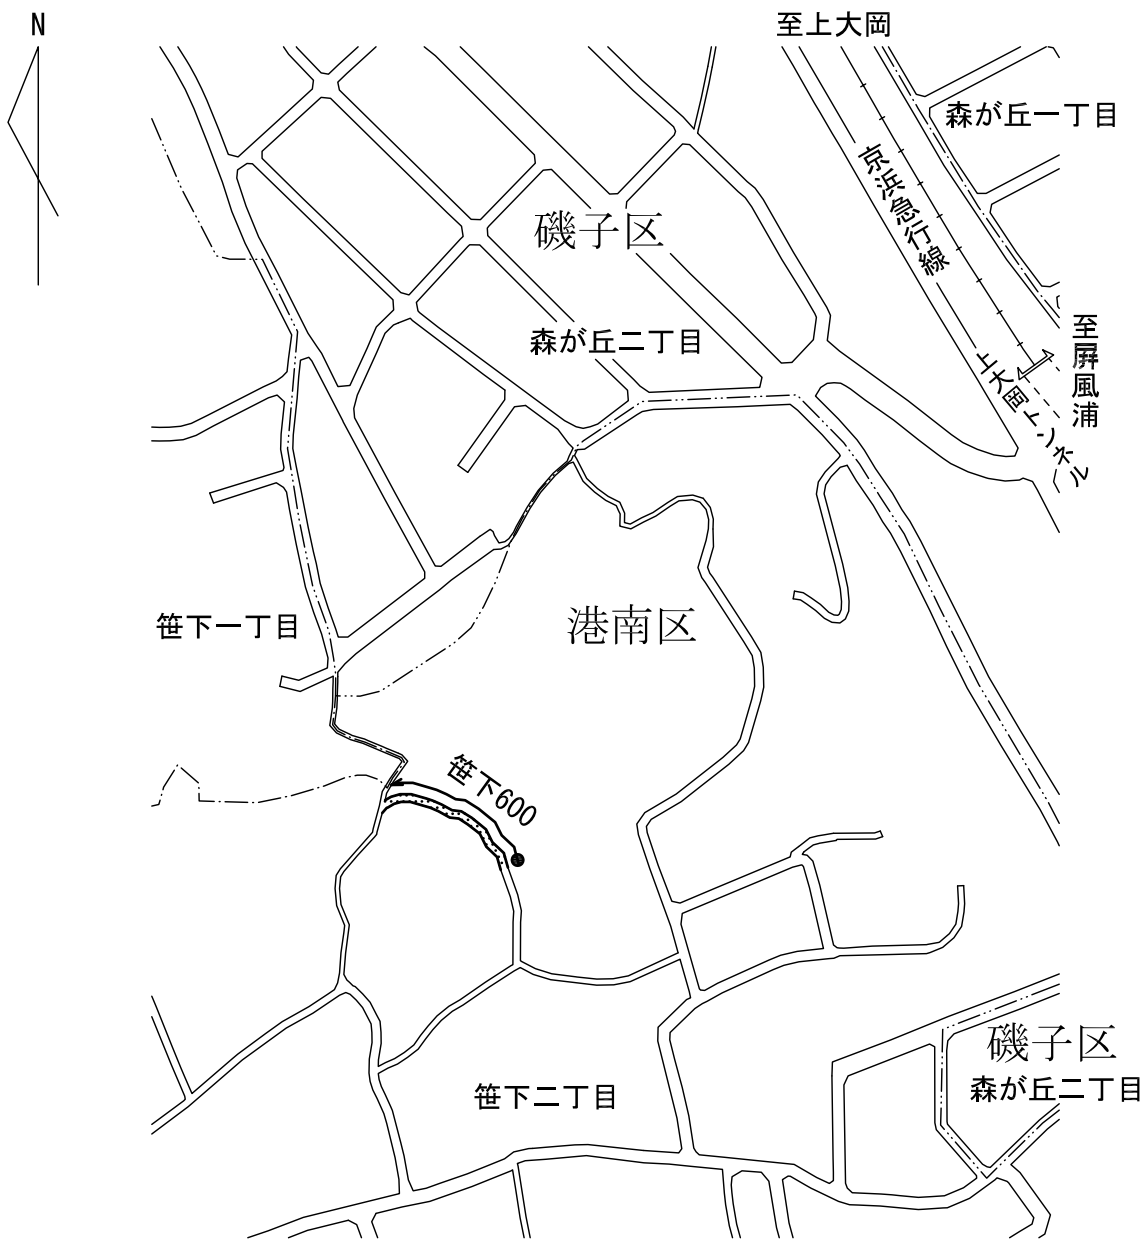 N
至上大岡
森が丘一丁目
京浜急行線
磯子区
森が丘二丁目
至屏風浦
上大岡トンネル
笹下一丁目
港南区
笹下600
磯子区
森が丘二丁目
笹下二丁目